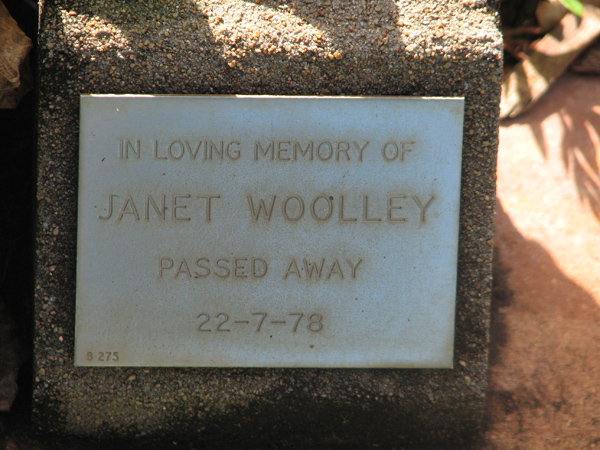 IN LOVING MEMORY OF
JANET WOOLLEY
PASSED AWAY
22-7-78
B 275